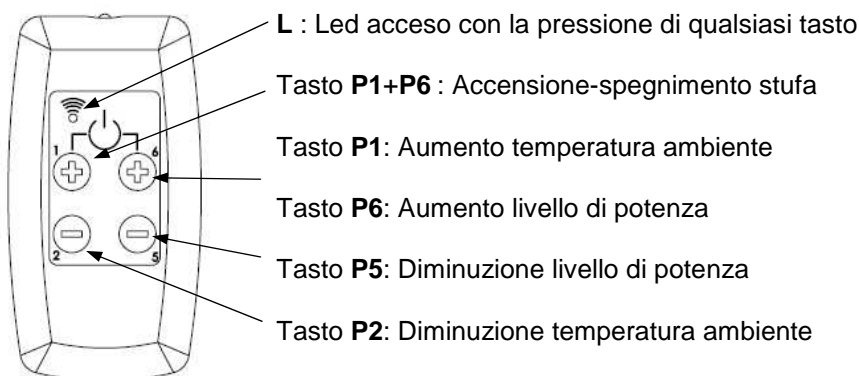 L : Led acceso con la pressione di qualsiasi tasto
Tasto P1+P6 : Accensione-spegnimento stufa
1 6
Tasto P1: Aumento temperatura ambiente
Tasto P6: Aumento livello di potenza
2 5
Tasto P5: Diminuzione livello di potenza
Tasto P2: Diminuzione temperatura ambiente